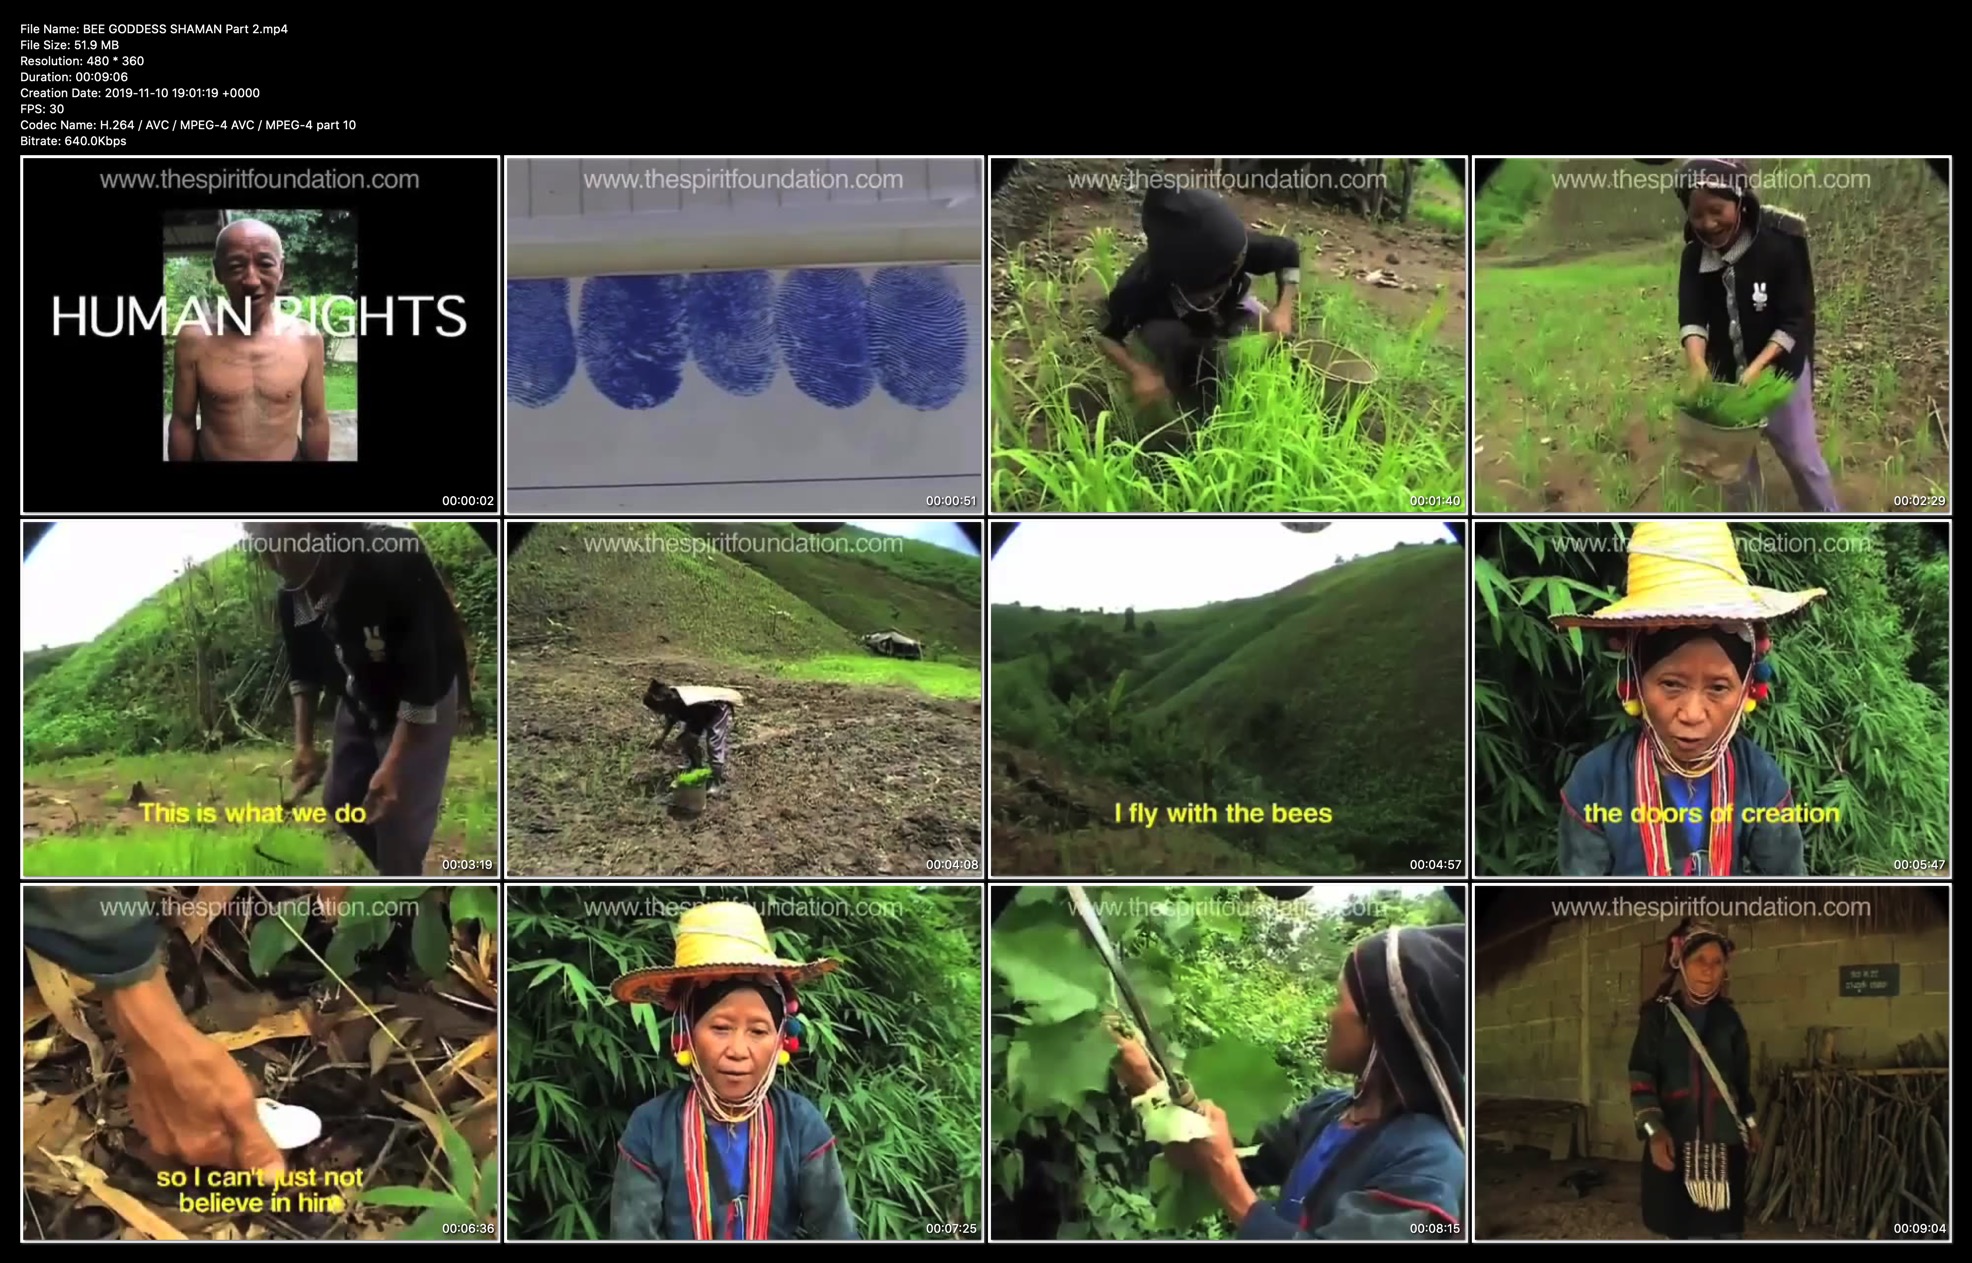 File Name: BEE GODDESS SHAMAN Part 2.mp4
File Size: 51.9 MB
Resolution: 480 * 360
Duration: 00:09:06
Creation Date: 2019-11-10 19:01:19 +0000
FPS: 30
Codec Name: H.264 / AVC / MPEG-4 AVC / MPEG-4 part 10
Bitrate: 640.0Kbps
www.thespiritfoundation.com
HUMAN RIGHTS
00:00:02
www.thespiritfoundation.com
00:00:51
www.thespiritfoundation.com
00:01:40
www.thespiritfoundation.com
00:02:29
itfoundation.com
This is what we do
00:03:19
www.thespiritfoundation.com
00:04:08
I fly with the bees
00:04:57
www.th ndation.com
the doors of creation
00:05:47
www.thespiritfoundation.com
so I can't just not
believe in him
00:06:36
www.thespiritfoundation.com
00:07:25
www.thespiritfoundation.com
00:08:15
www.thespiritfoundation.com
00:09:04